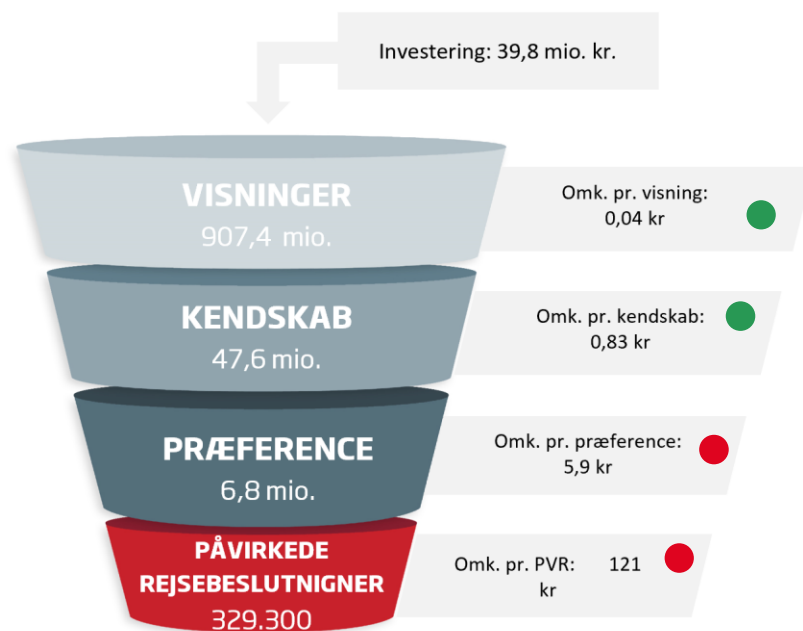 Investering: 39,8 mio. kr.
VISNINGER
907,4 mio.
Omk. pr. visning:
0,04 kr
KENDSKAB
47,6 mio.
Omk. pr. kendskab:
0,83 kr
PRÆFERENCE
6,8 mio.
Omk. pr. præference:
5,9 kr
PÅVIRKEDE
REJSEBESLUTNIGNER
329.300
Omk. pr. PVR: 121
kr